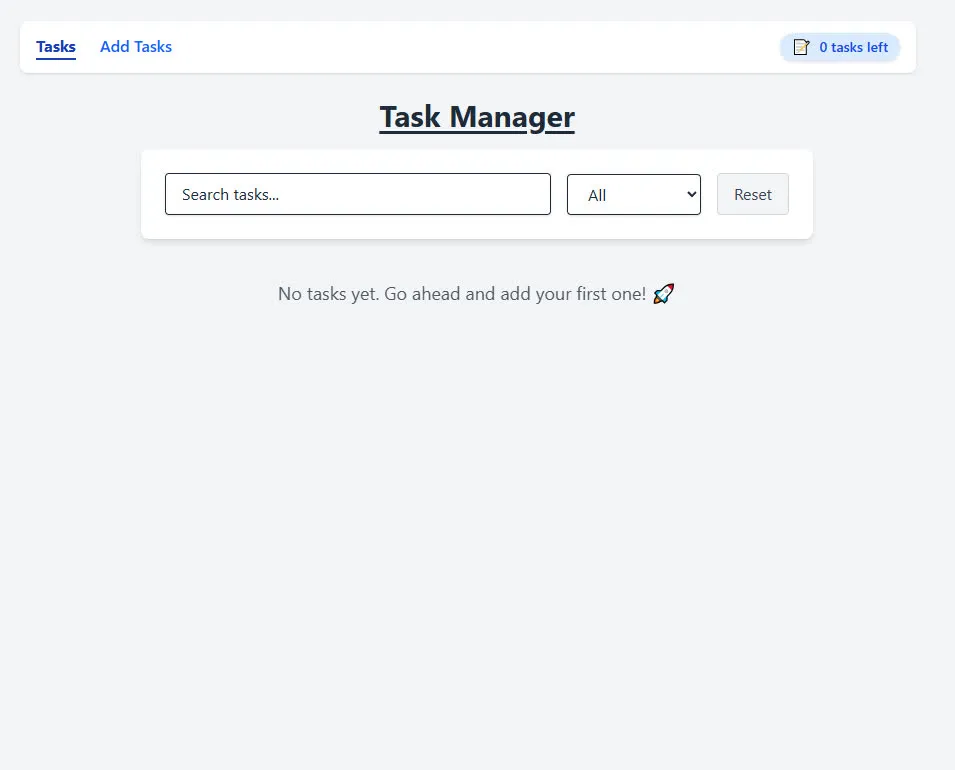 Tasks Add Tasks 📝 0 tasks left
Task Manager
Search tasks... All Reset
No tasks yet. Go ahead and add your first one! 🚀